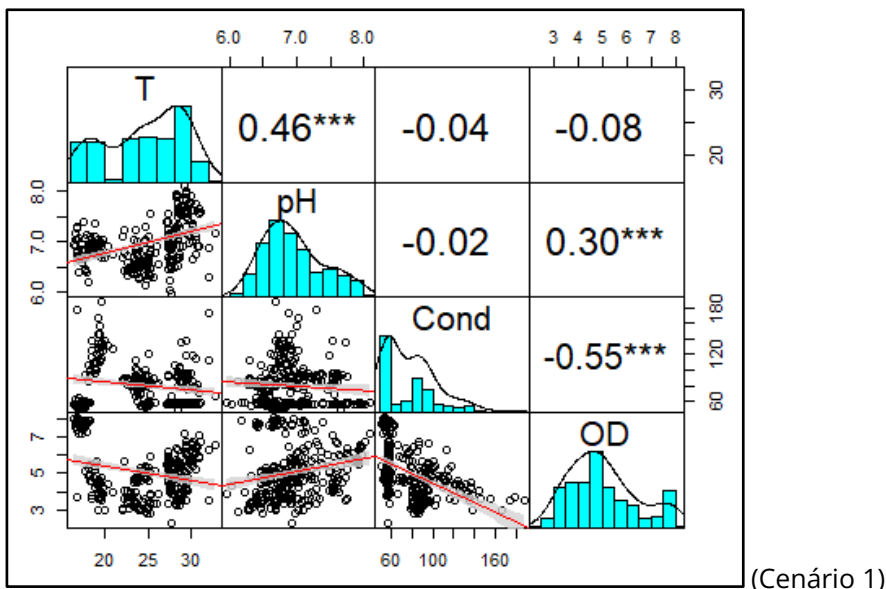 6.0 7.0 8.0 3 4 5 6 7 8
T
0.46*** -0.04 -0.08
20 30
6.0 7.0 8.0
pH
-0.02 0.30***
Cond
-0.55***
60 120 180
3 5 7
OD
20 25 30 60 100 160
(Cenário 1)